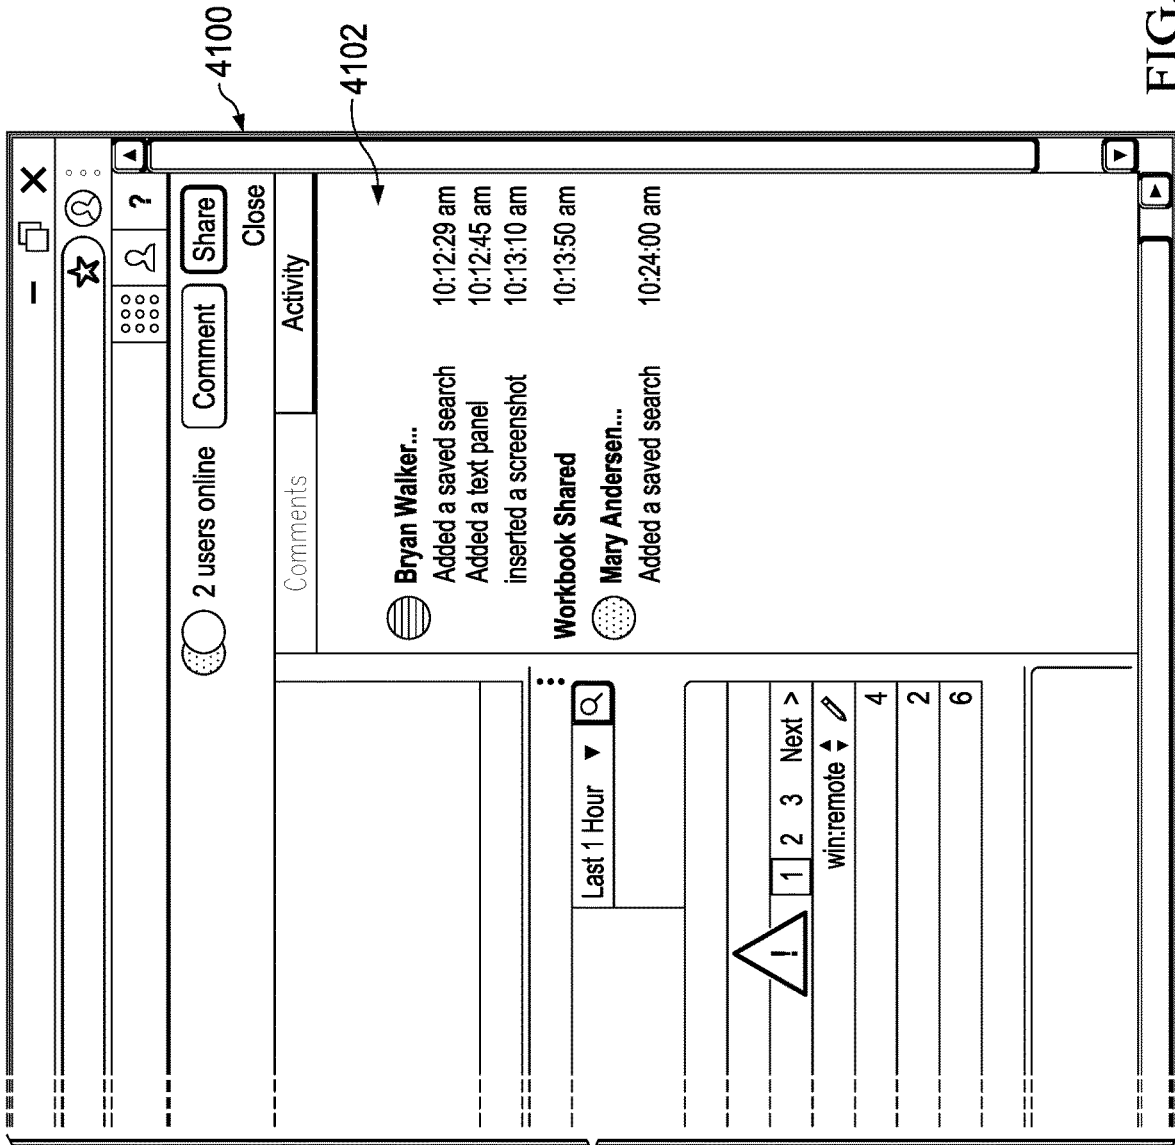 4100
?
2 users online Comment Share
Close
4102
Comments Activity
Bryan Walker...
Added a saved search 10:12:29 am
Added a text panel 10:12:45 am
inserted a screenshot 10:13:10 am
Workbook Shared 10:13:50 am
Mary Andersen...
Added a saved search 10:24:00 am
Last 1 Hour
!
1 2 3 Next >
win:remote
4
2
6
FIG